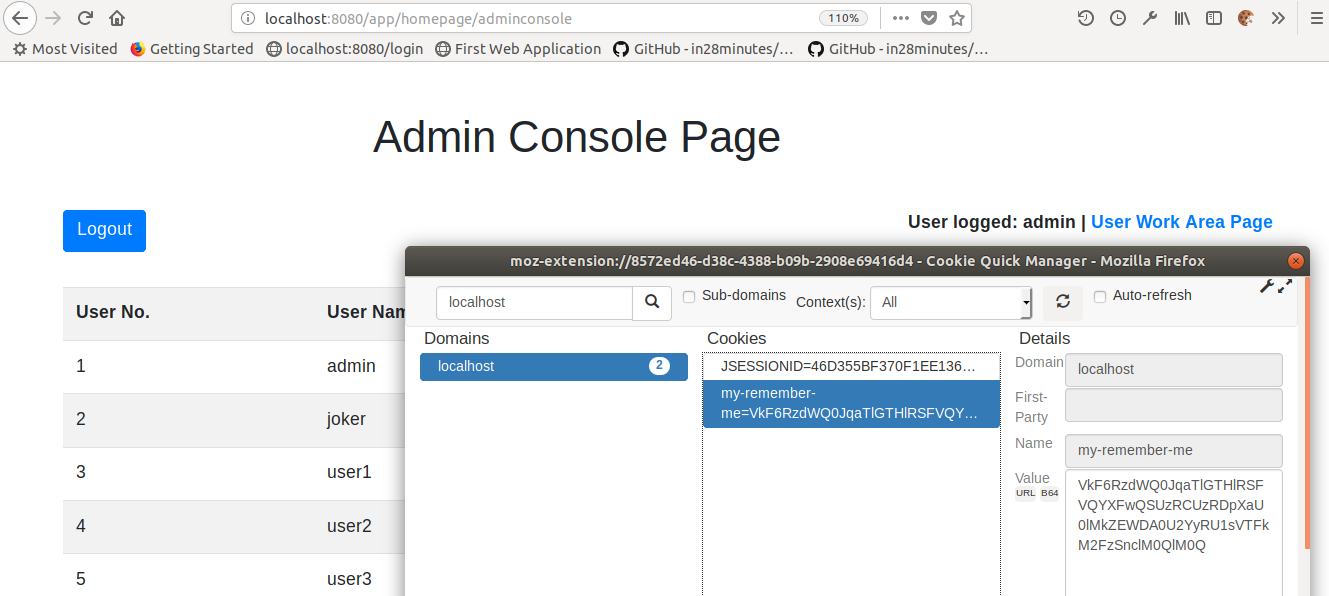 localhost:8080/app/homepage/adminconsole
110%
Most Visited
Getting Started
localhost:8080/login
First Web Application
GitHub - in28minutes/…
GitHub - in28minutes/…
Admin Console Page
Logout
User logged: admin | User Work Area Page
moz-extension://8572ed46-d38c-4388-b09b-2908e69416d4 - Cookie Quick Manager - Mozilla Firefox
localhost
Sub-domains
Context(s):
All
Auto-refresh
Domains
localhost
2
Cookies
JSESSIONID=46D355BF370F1EE136…
my-remember-
me=VkF6RzdWQ0JqaTlGTHlRSFVQY…
Details
Domain
localhost
First-
Party
Name
my-remember-me
Value
URL B64
VkF6RzdWQ0JqaTlGTHlRSF
VQYXFwQSUzRCUzRDpXaU
0lMkZEWDA0U2YyRU1sVTFk
M2FzSnclM0QlM0Q
User No.
User Nam
1
admin
2
joker
3
user1
4
user2
5
user3